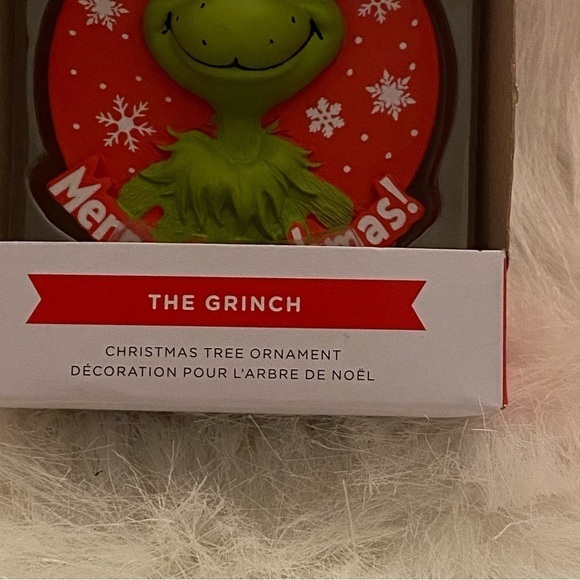 THE GRINCH
CHRISTMAS TREE ORNAMENT
DÉCORATION POUR L'ARBRE DE NOËL